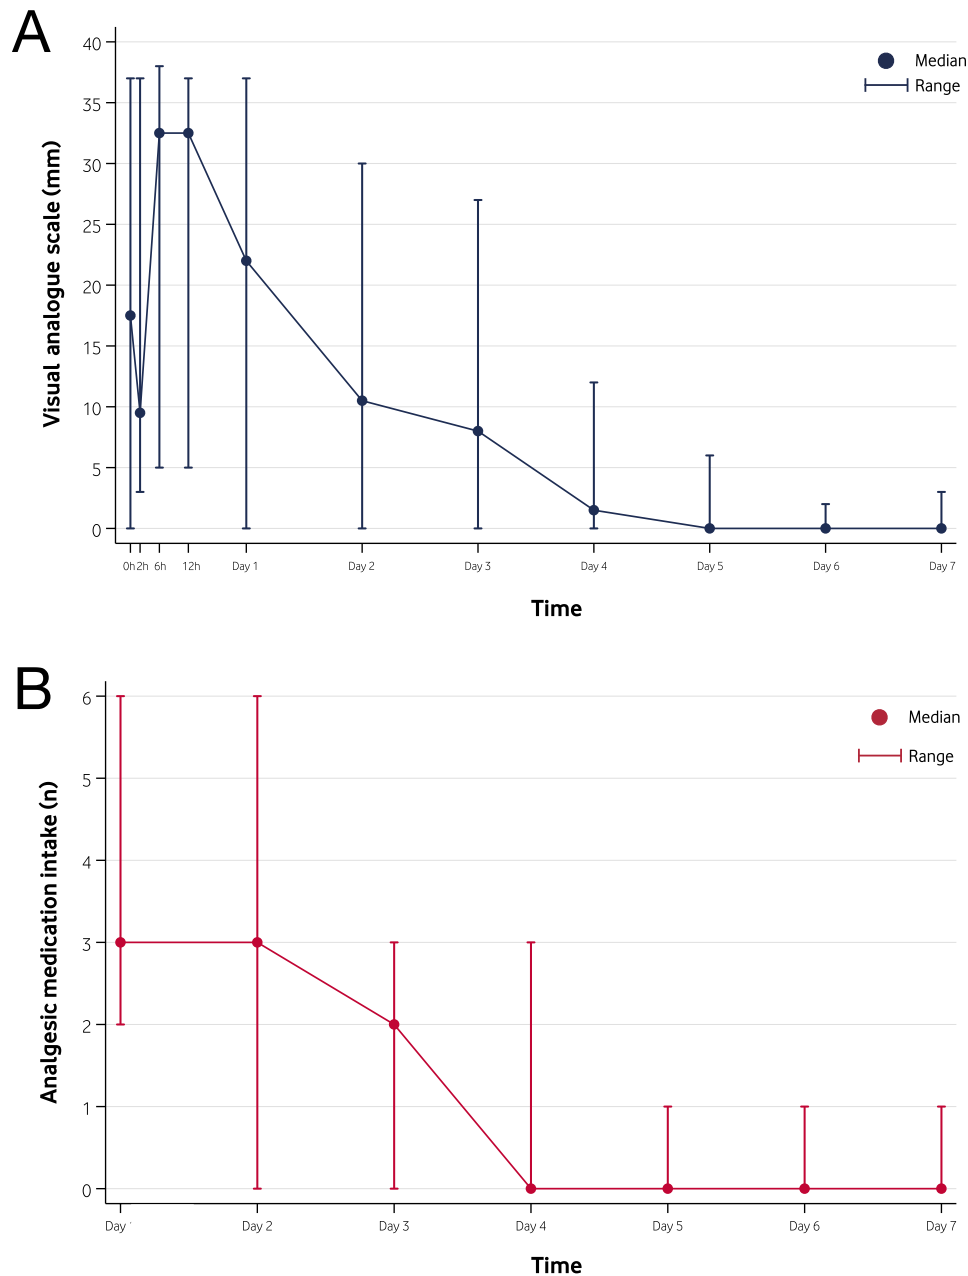 A
40
35
30
25
20
15
10
5
0
Visual analogue scale (mm)
Median
Range
0h 2h 6h 12h Day 1 Day 2 Day 3 Day 4 Day 5 Day 6 Day 7
Time
B
6
5
4
3
2
1
0
Analgesic medication intake (n)
Median
Range
Day Day 2 Day 3 Day 4 Day 5 Day 6 Day 7
Time